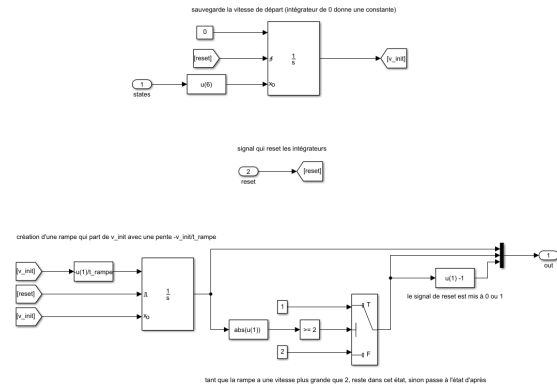 sauvegarde la vitesse de départ (intégrateur de 0 donne une constante)
0
[reset]
1
s
[v_init]
1
states
u(6)
xo
signal qui reset les intégrateurs
2
reset
[reset]
création d'une rampe qui part de v_init avec une pente -v_init/t_rampe
[v_init]
-u(1)/t_rampe
[reset]
1
s
[v_init]
xo
1
out
u(1) -1
le signal de reset est mis à 0 ou 1
1
T
abs(u(1))
>= 2
2
F
tant que la rampe a une vitesse plus grande que 2, reste dans cet état, sinon passe à l'état d'après